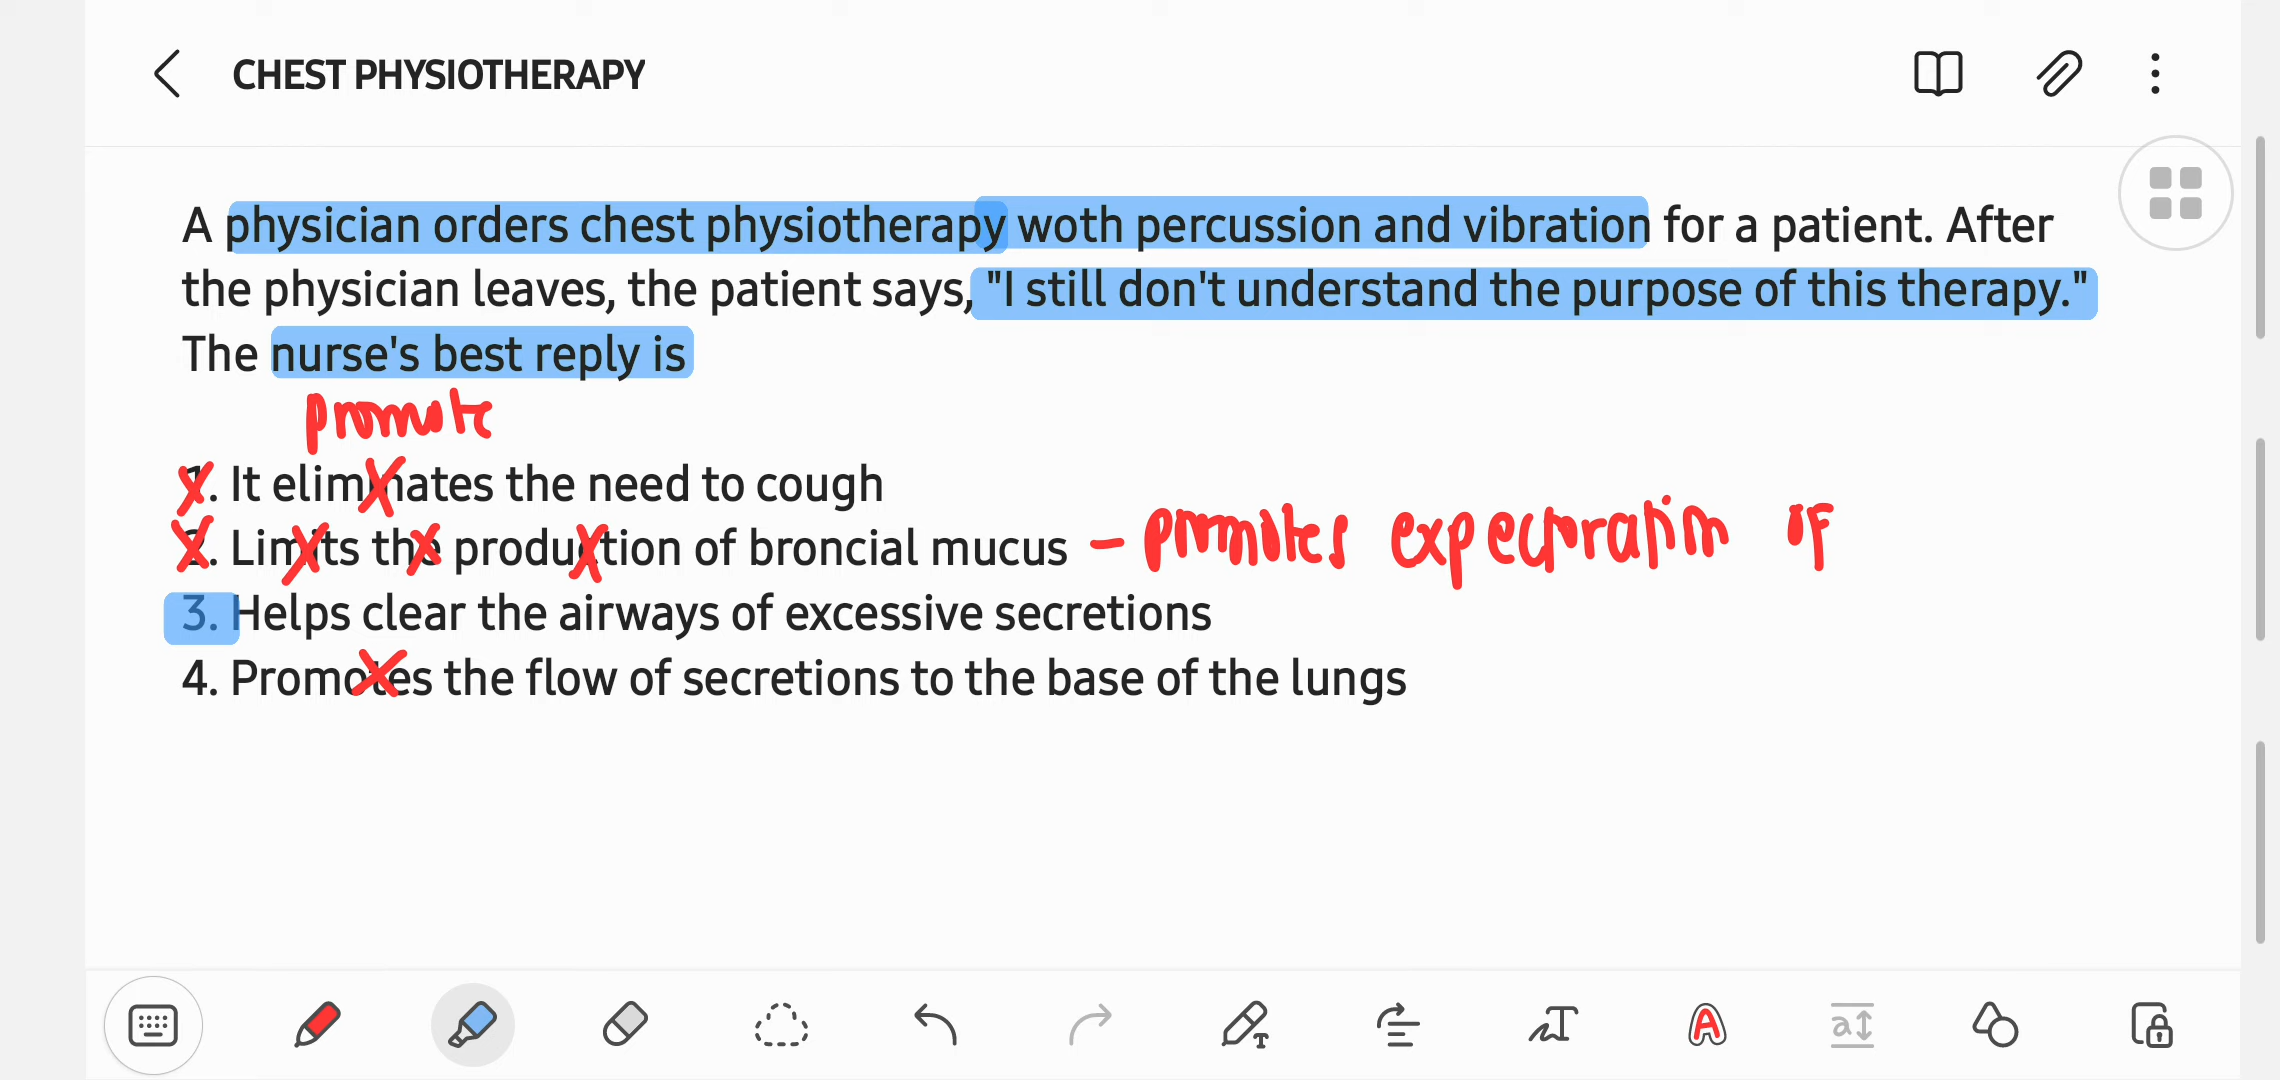 CHEST PHYSIOTHERAPY
A physician orders chest physiotherapy woth percussion and vibration for a patient. After
the physician leaves, the patient says, "I still don't understand the purpose of this therapy."
The nurse's best reply is
promote
1. It eliminates the need to cough
2. Limits the production of broncial mucus - promotes expectoration of
3. Helps clear the airways of excessive secretions
4. Promotes the flow of secretions to the base of the lungs